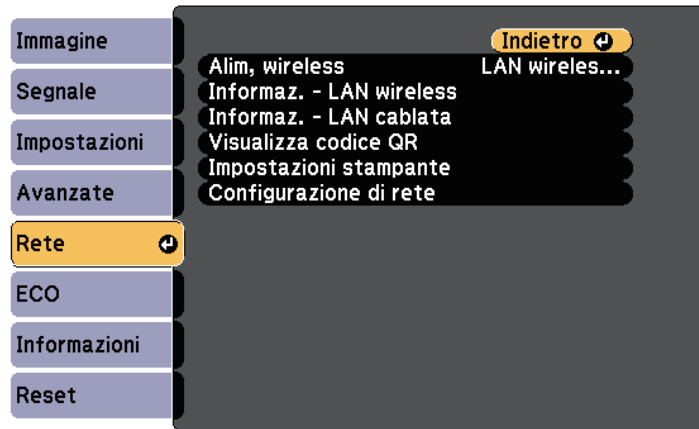 Immagine
Segnale
Impostazioni
Avanzate
Rete
ECO
Informazioni
Reset
Indietro
Alim, wireless LAN wireles...
Informaz. - LAN wireless
Informaz. - LAN cablata
Visualizza codice QR
Impostazioni stampante
Configurazione di rete